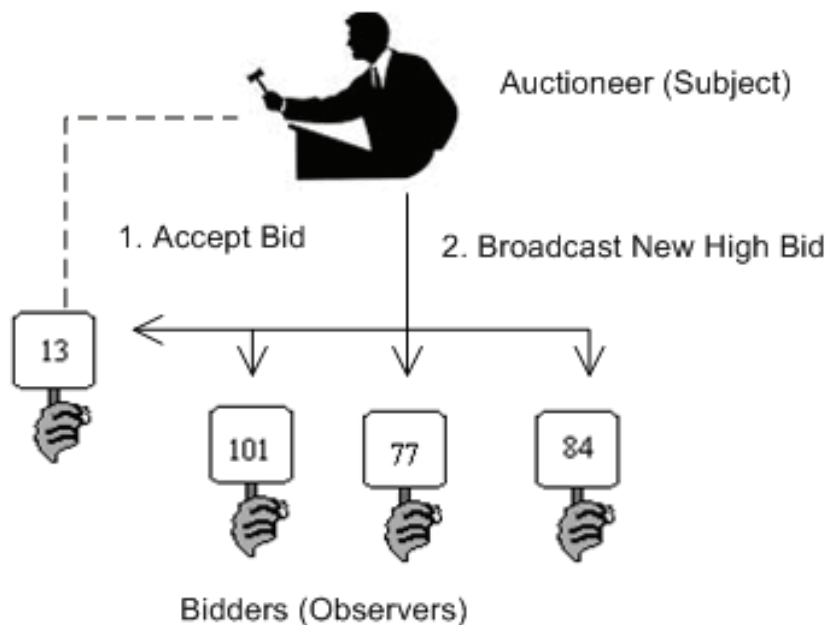 Auctioneer (Subject)
1. Accept Bid
2. Broadcast New High Bid
13
101
77
84
Bidders (Observers)